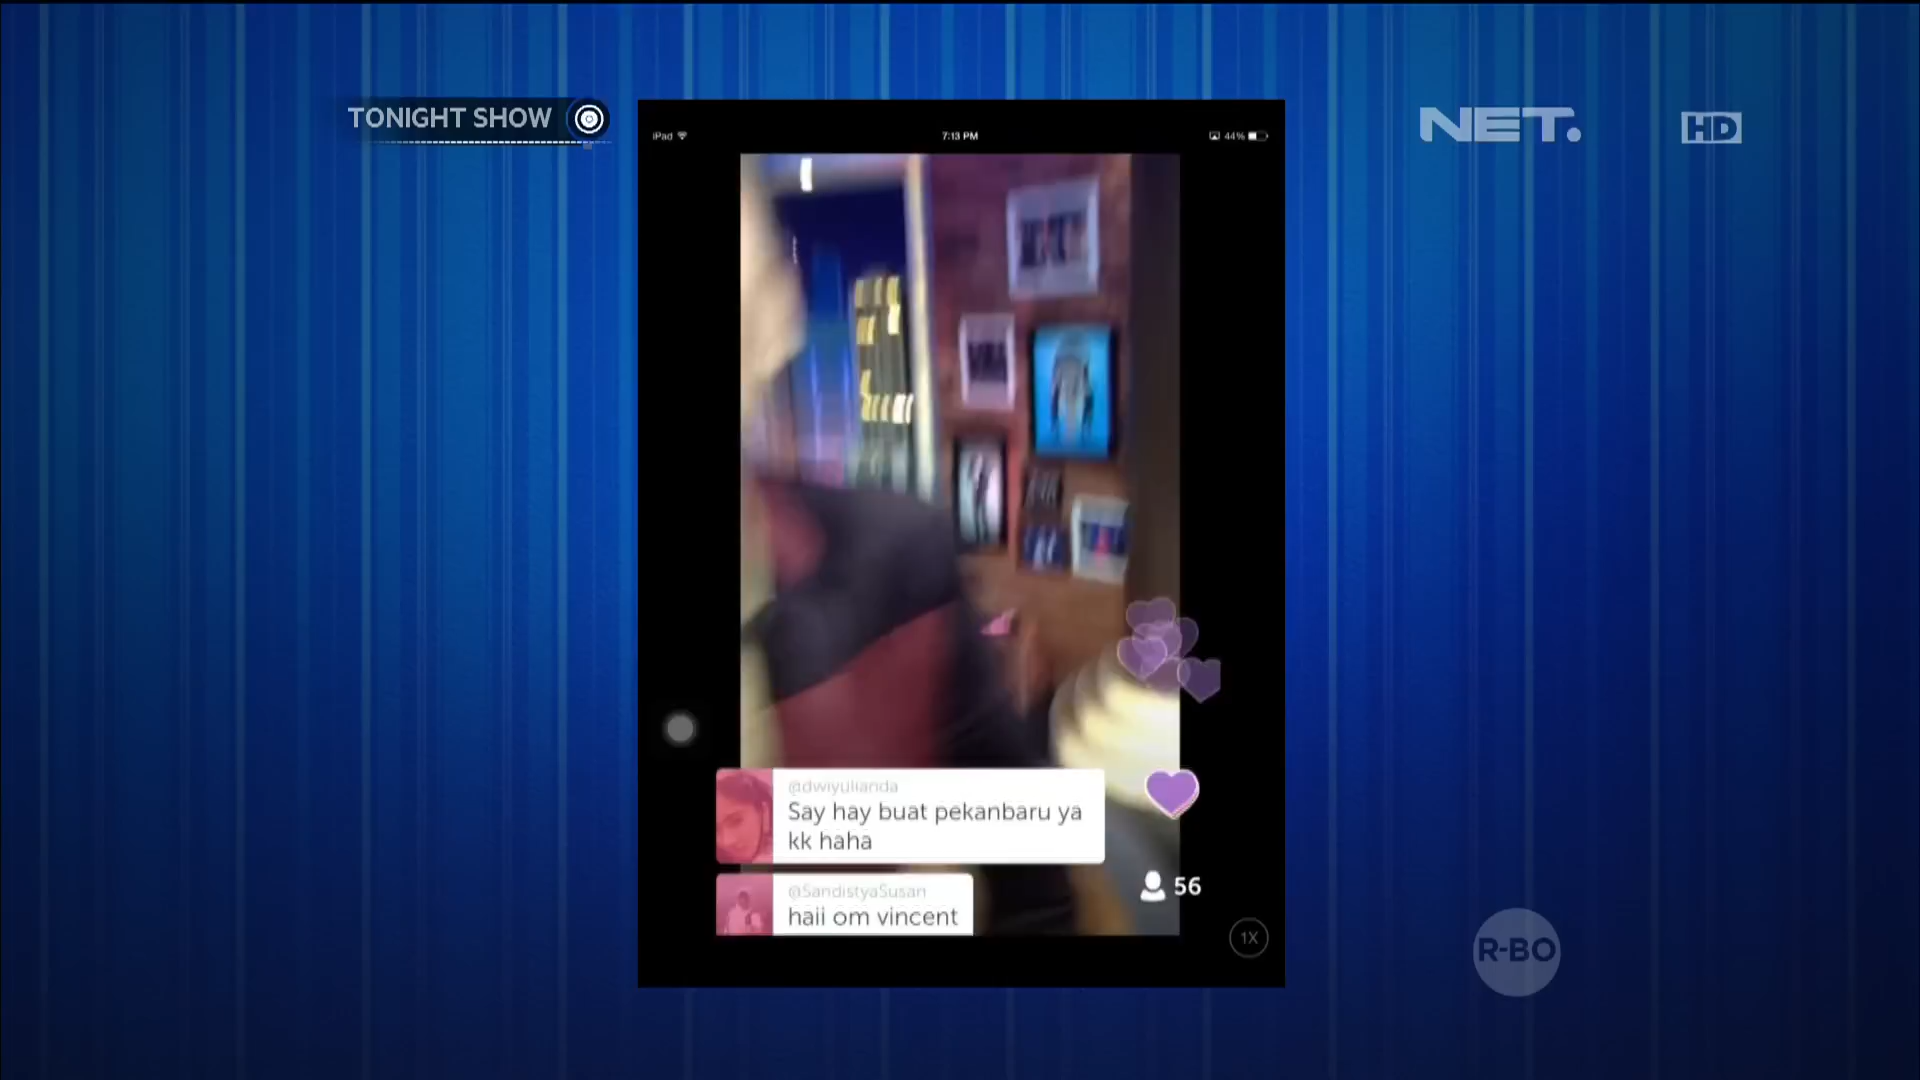 TONIGHT SHOW
NET.
HD
iPad
7:13 PM
44%
@dwiyulianda
Say hay buat pekanbaru ya
kk haha
@SandistyaSusan
haii om vincent
56
1X
R-BO